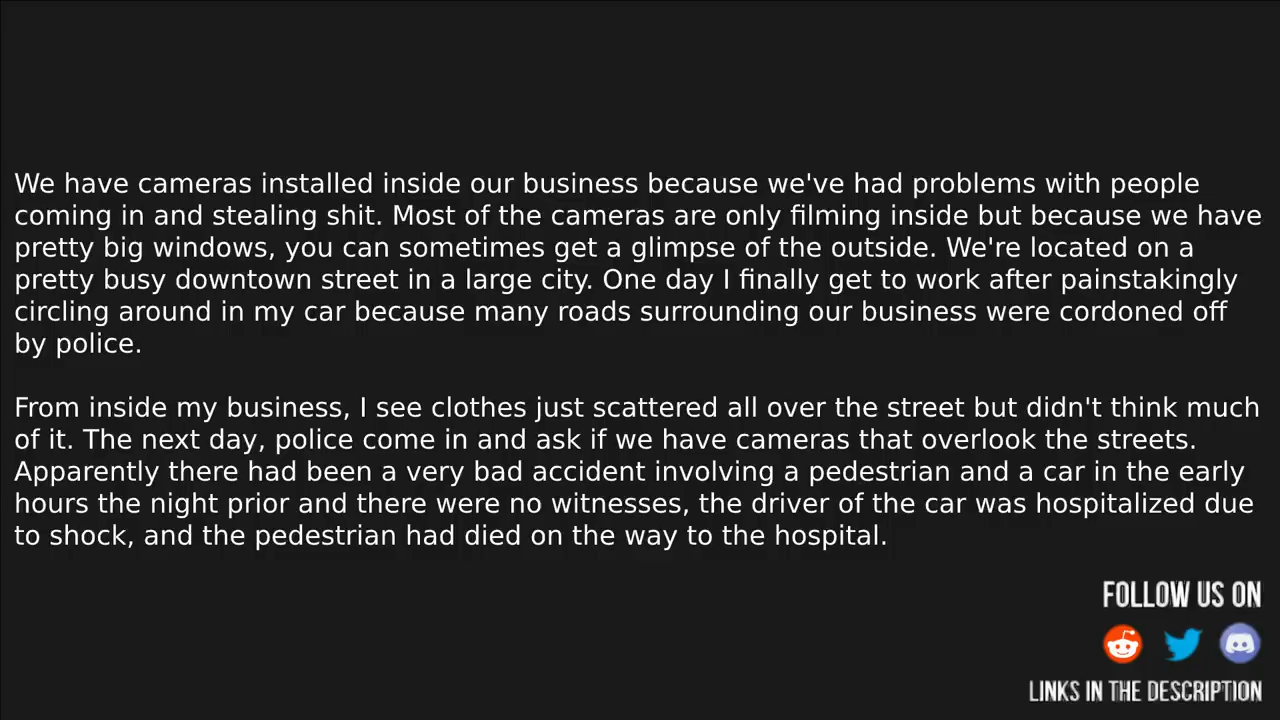 We have cameras installed inside our business because we've had problems with people
coming in and stealing shit. Most of the cameras are only filming inside but because we have
pretty big windows, you can sometimes get a glimpse of the outside. We're located on a
pretty busy downtown street in a large city. One day I finally get to work after painstakingly
circling around in my car because many roads surrounding our business were cordoned off
by police.
From inside my business, I see clothes just scattered all over the street but didn't think much
of it. The next day, police come in and ask if we have cameras that overlook the streets.
Apparently there had been a very bad accident involving a pedestrian and a car in the early
hours the night prior and there were no witnesses, the driver of the car was hospitalized due
to shock, and the pedestrian had died on the way to the hospital.
FOLLOW US ON
LINKS IN THE DESCRIPTION